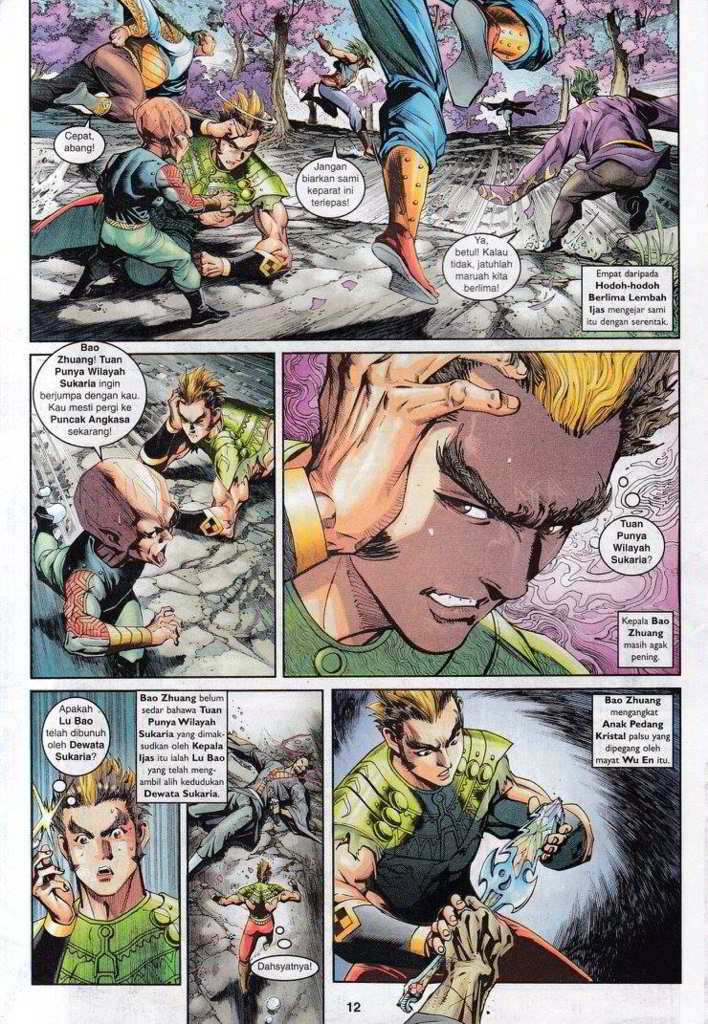 Cepat,
abang!
Jangan
biarkan sami
keparat ini
terlepas!
Ya,
betul! Kalau
tidak, jatuhlah
maruah kita
berlima!
Empat daripada
Hodoh-hodoh
Berlima Lembah
Ijas mengejar sami
itu dengan serentak.
Bao
Zhuang! Tuan
Punya Wilayah
Sukaria ingin
berjumpa dengan kau.
Kau mesti pergi ke
Puncak Angkasa
sekarang!
Tuan
Punya
Wilayah
Sukaria?
Kepala Bao
Zhuang
masih agak
pening.
Apakah
Lu Bao
telah dibunuh
oleh Dewata
Sukaria?
Bao Zhuang belum
sedar bahawa Tuan
Punya Wilayah
Sukaria yang dimak-
sudkan oleh Kepala
Ijas itu ialah Lu Bao
yang telah meng-
ambil alih kedudukan
Dewata Sukaria.
Dahsyatnya!
Bao Zhuang
mengangkat
Anak Pedang
Kristal palsu yang
dipegang oleh
mayat Wu En itu.
12